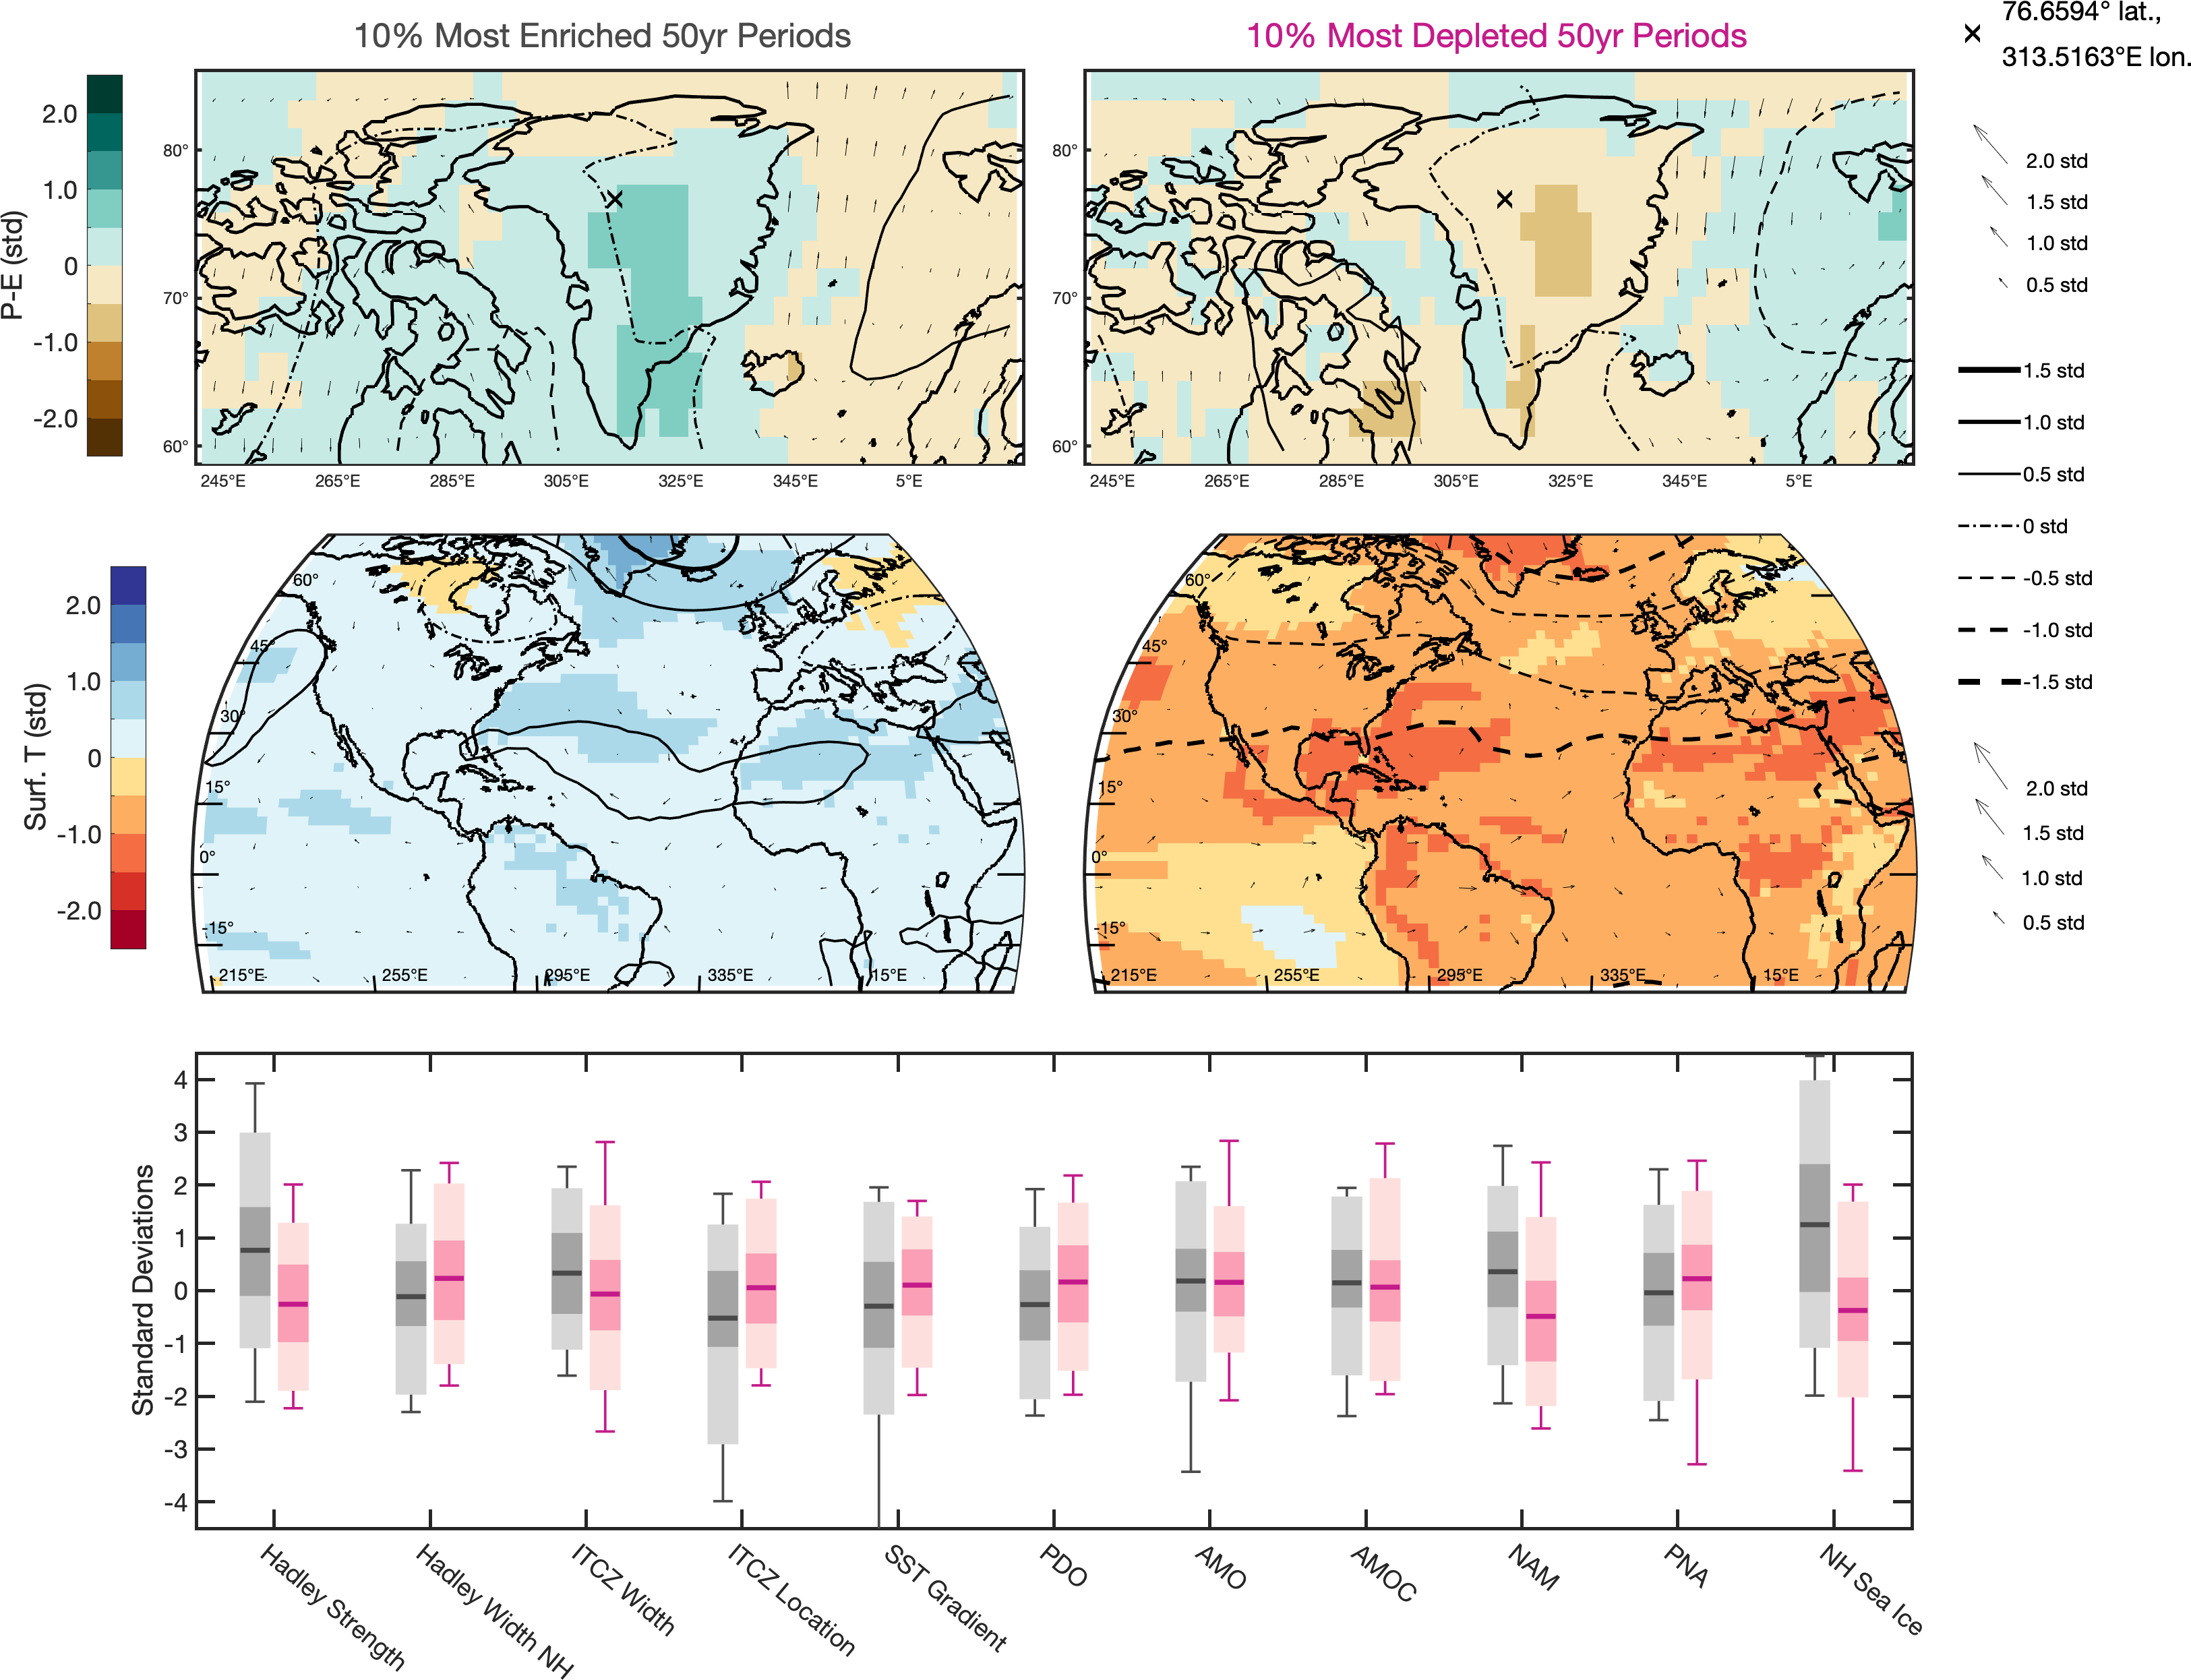 10% Most Enriched 50yr Periods
10% Most Depleted 50yr Periods
76.6594° lat.,
313.5163°E lon.
P-E (std)
2.0
1.0
0
-1.0
-2.0
80°
70°
60°
245°E 265°E 285°E 305°E 325°E 345°E 5°E
80°
70°
60°
245°E 265°E 285°E 305°E 325°E 345°E 5°E
2.0 std
1.5 std
1.0 std
0.5 std
1.5 std
1.0 std
0.5 std
0 std
-0.5 std
-1.0 std
-1.5 std
2.0 std
1.5 std
1.0 std
0.5 std
Surf. T (std)
2.0
1.0
0
-1.0
-2.0
60°
45°
30°
15°
0°
-15°
215°E 255°E 295°E 335°E 15°E
60°
45°
30°
15°
0°
-15°
215°E 255°E 295°E 335°E 15°E
Standard Deviations
4
3
2
1
0
-1
-2
-3
-4
Hadley Strength
Hadley Width NH
ITCZ Width
ITCZ Location
SST Gradient
PDO
AMO
AMOC
NAM
PNA
NH Sea Ice